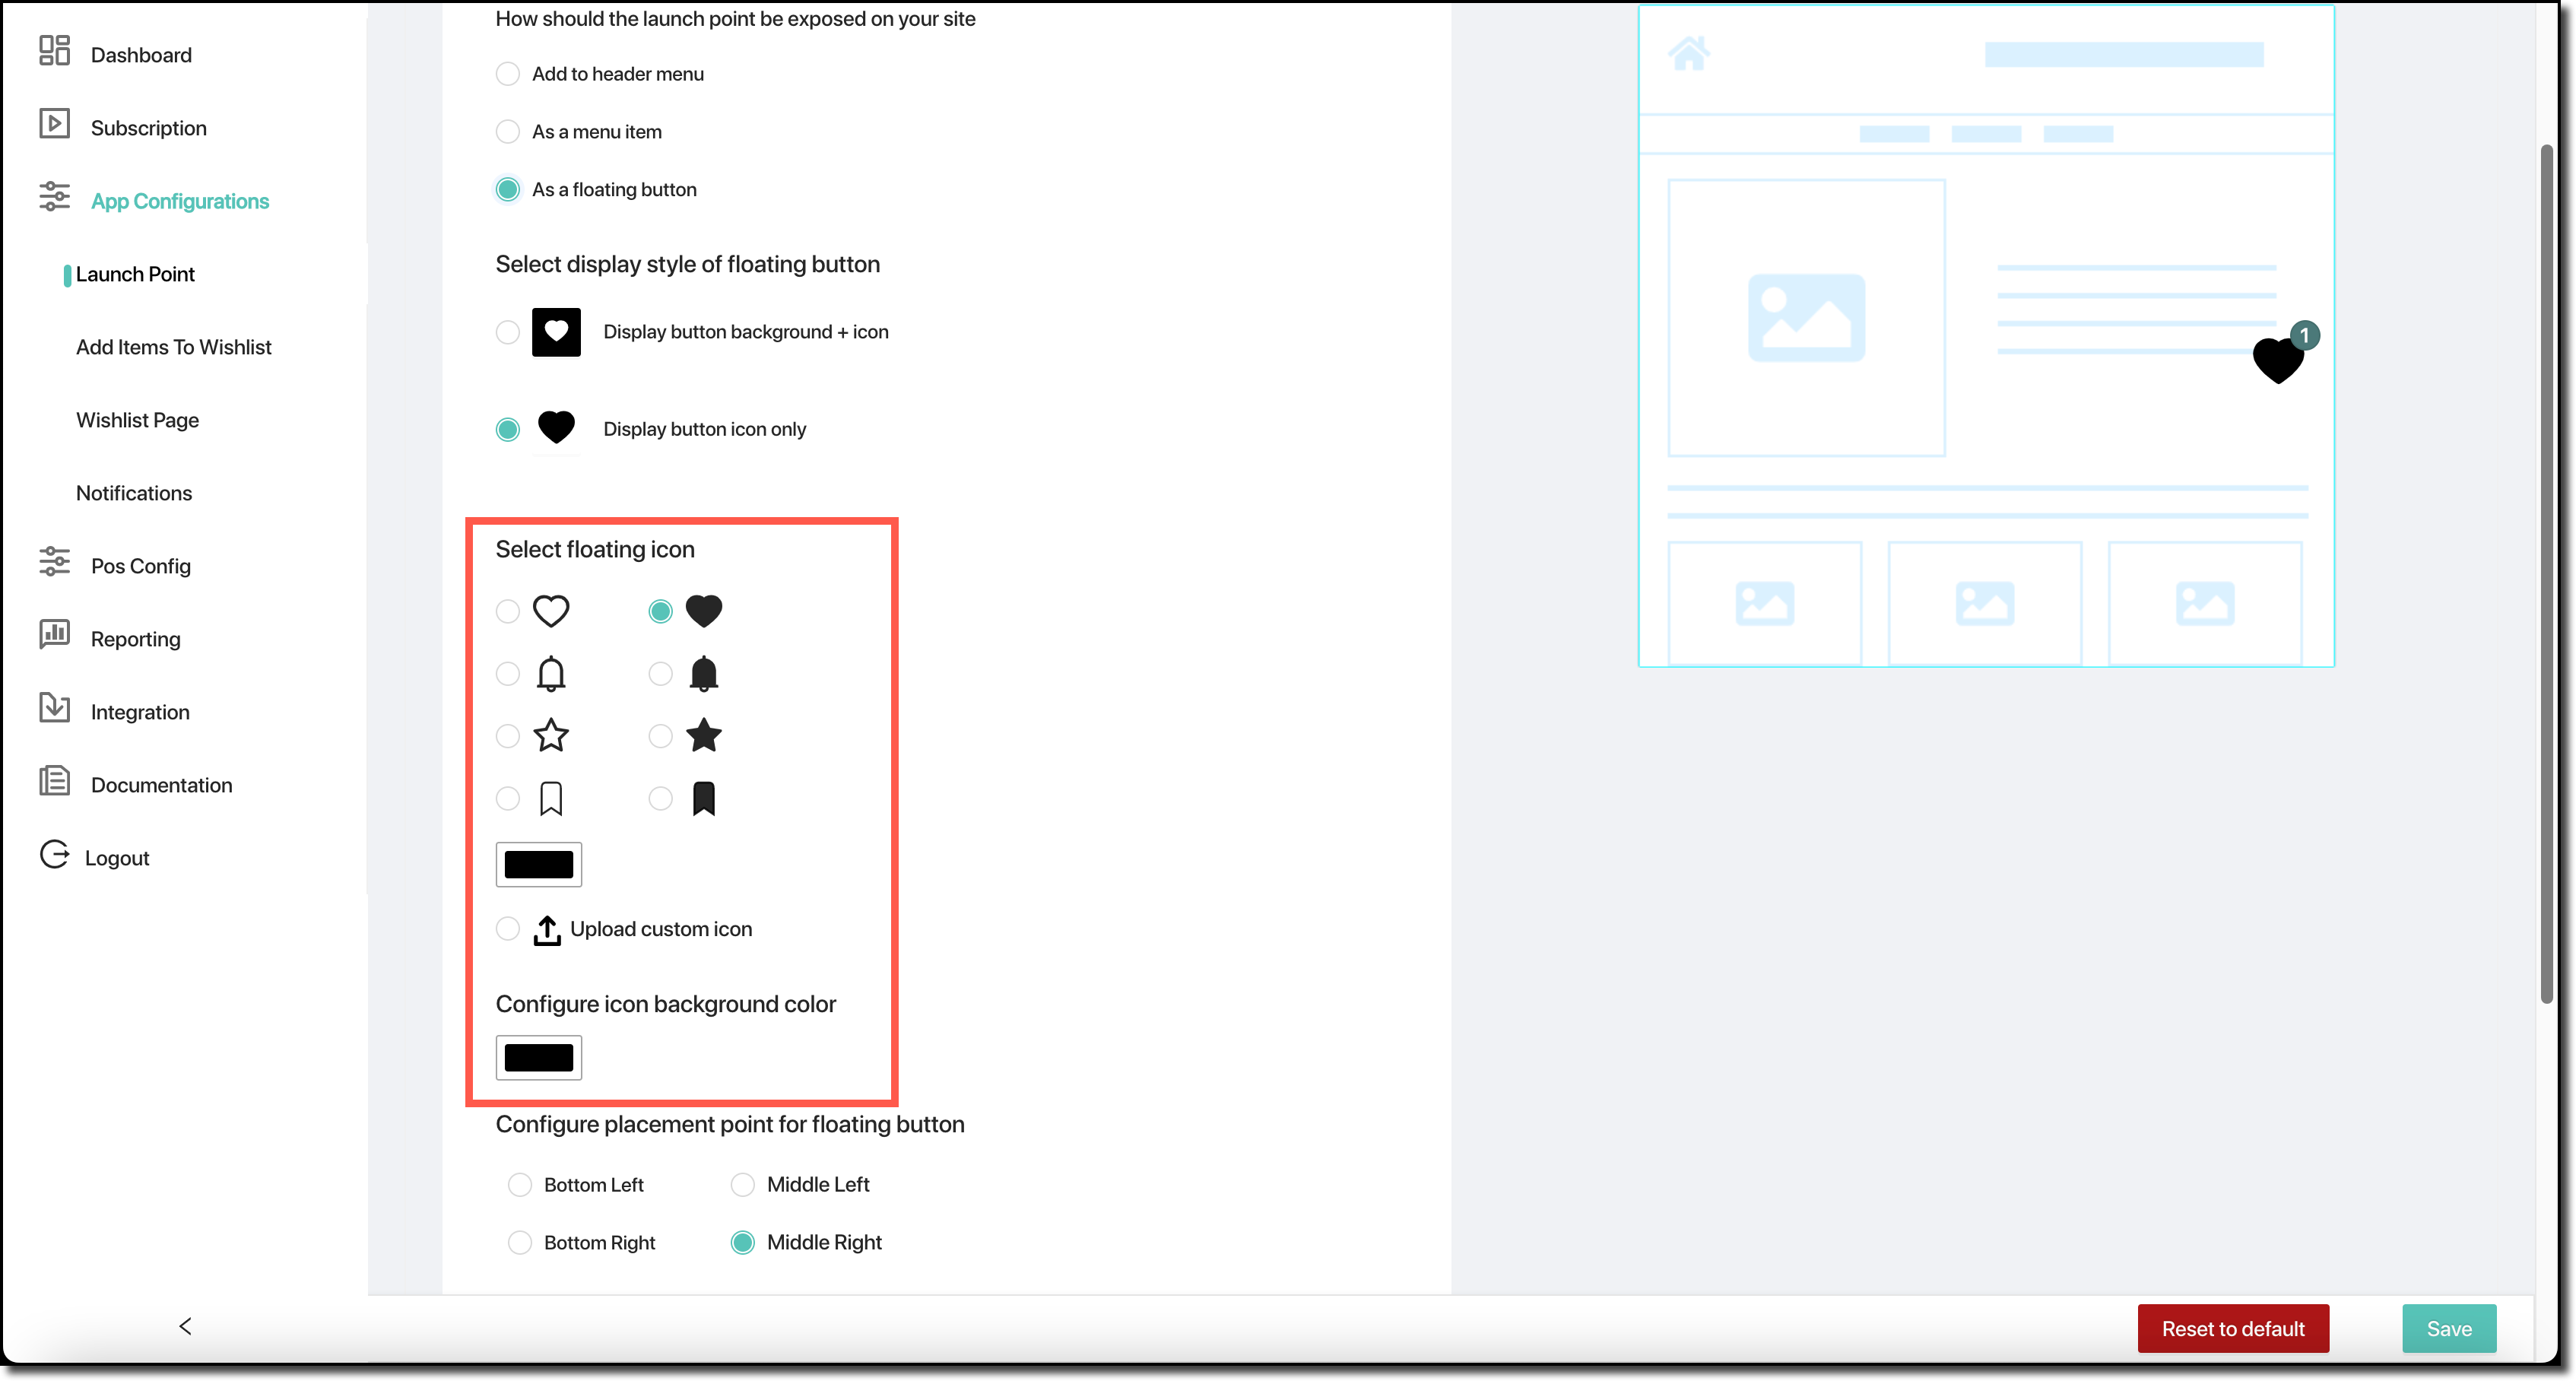 Dashboard
Subscription
App Configurations
Launch Point
Add Items To Wishlist
Wishlist Page
Notifications
Pos Config
Reporting
Integration
Documentation
Logout
How should the launch point be exposed on your site
Add to header menu
As a menu item
As a floating button
Select display style of floating button
Display button background + icon
Display button icon only
Select floating icon
Upload custom icon
Configure icon background color
Configure placement point for floating button
Bottom Left
Middle Left
Bottom Right
Middle Right
1
Reset to default
Save